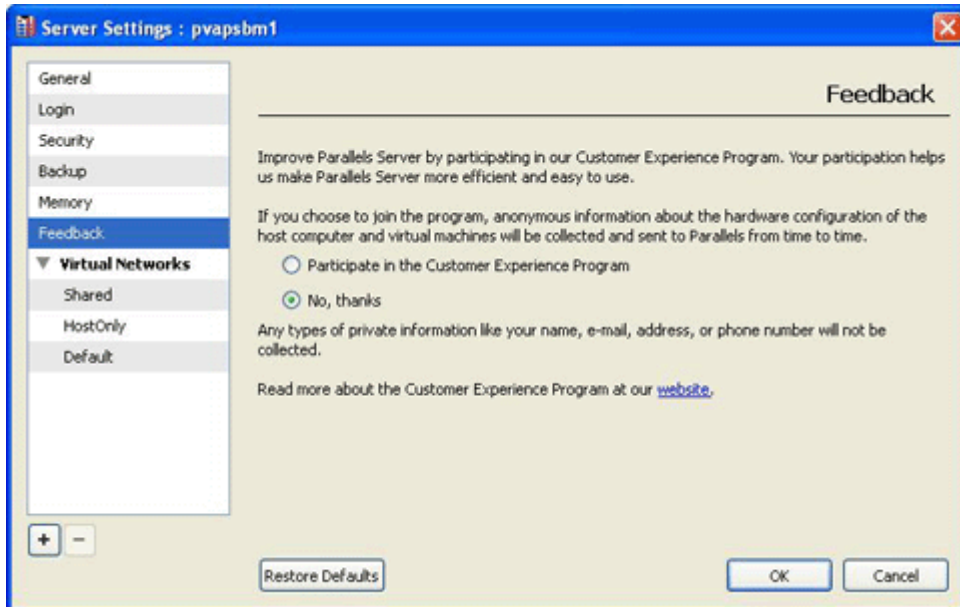 Server Settings : pvapsbm1
General
Login
Security
Backup
Memory
Feedback
Virtual Networks
Shared
HostOnly
Default
Feedback
Improve Parallels Server by participating in our Customer Experience Program. Your participation helps
us make Parallels Server more efficient and easy to use.
If you choose to join the program, anonymous information about the hardware configuration of the
host computer and virtual machines will be collected and sent to Parallels from time to time.
Participate in the Customer Experience Program
No, thanks
Any types of private information like your name, e-mail, address, or phone number will not be
collected.
Read more about the Customer Experience Program at our website.
+ -
Restore Defaults
OK
Cancel